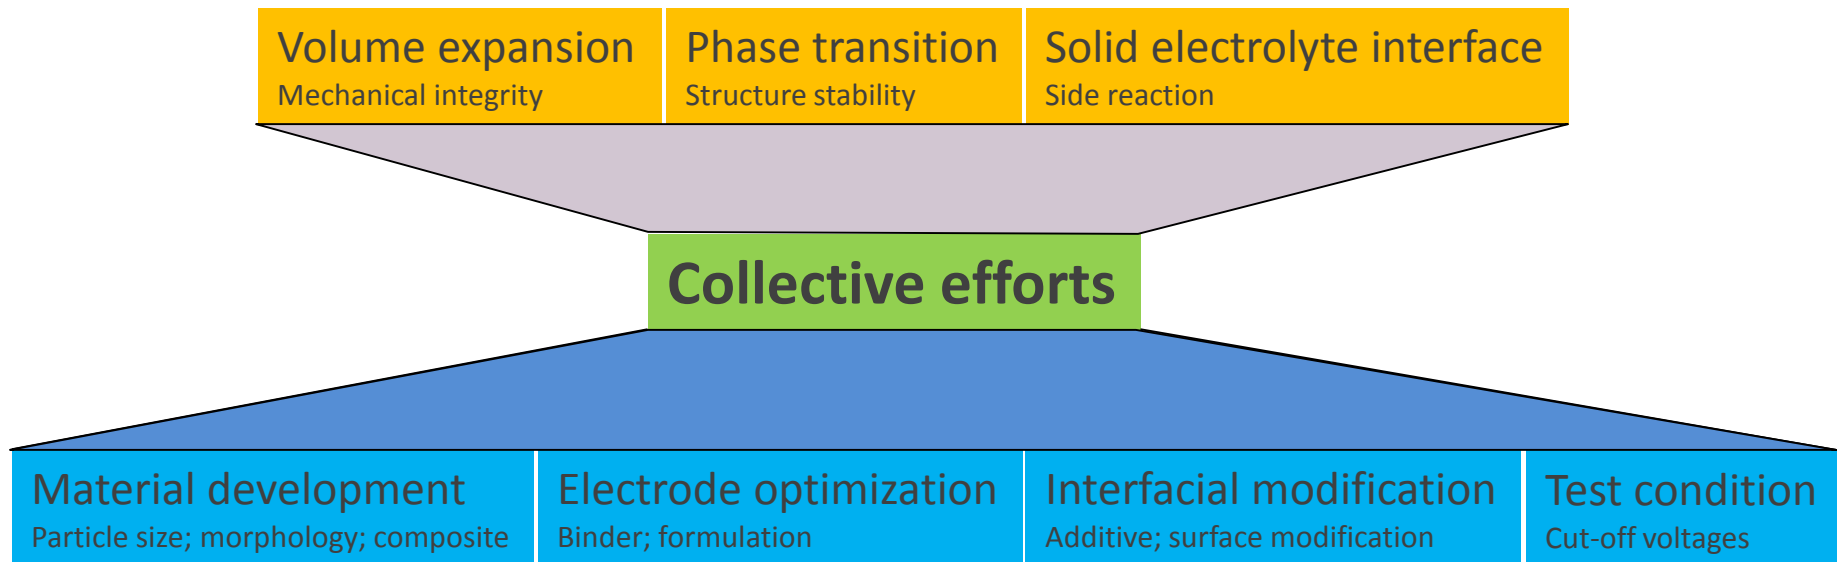 Volume expansion
Mechanical integrity
Phase transition
Structure stability
Solid electrolyte interface
Side reaction
Collective efforts
Material development
Particle size; morphology; composite
Electrode optimization
Binder; formulation
Interfacial modification
Additive; surface modification
Test condition
Cut-off voltages